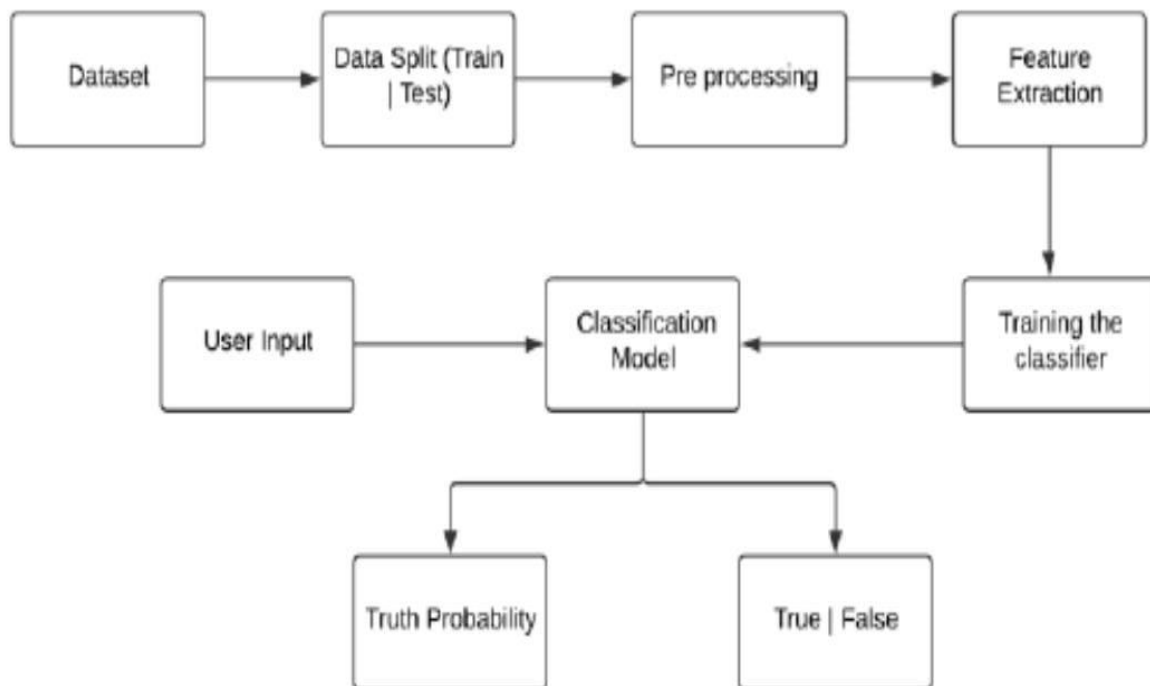 Dataset
Data Split (Train
| Test)
Pre processing
Feature
Extraction
User Input
Classification
Model
Training the
classifier
Truth Probability
True | False